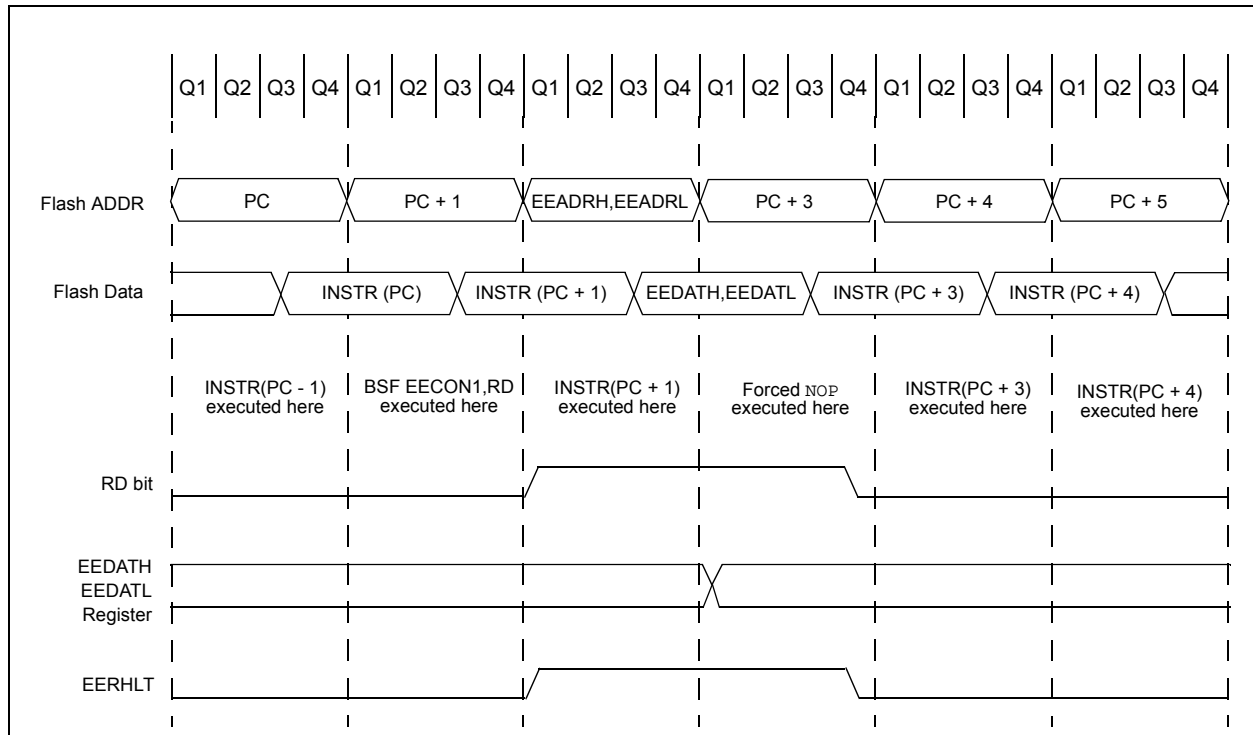 Q1 Q2 Q3 Q4 Q1 Q2 Q3 Q4 Q1 Q2 Q3 Q4 Q1 Q2 Q3 Q4 Q1 Q2 Q3 Q4 Q1 Q2 Q3 Q4
Flash ADDR PC PC + 1 EEADRH,EEADRL PC + 3 PC + 4 PC + 5
Flash Data INSTR (PC) INSTR (PC + 1) EEDATH,EEDATL INSTR (PC + 3) INSTR (PC + 4)
INSTR(PC - 1) BSF EECON1,RD INSTR(PC + 1) Forced NOP INSTR(PC + 3) INSTR(PC + 4)
executed here executed here executed here executed here executed here executed here
RD bit
EEDATH
EEDATL
Register
EERHLT